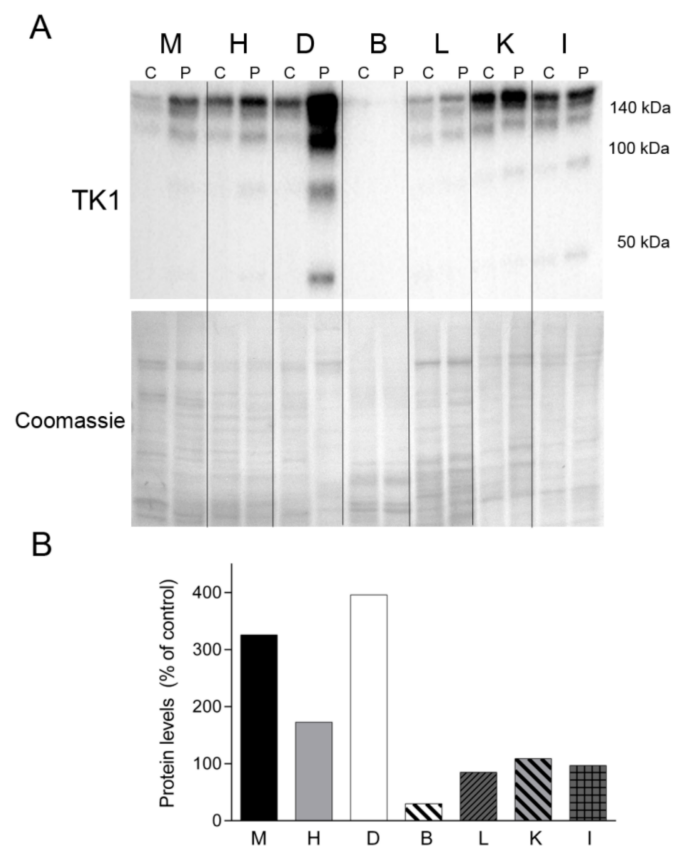 A
M H D B L K I
C P C P C P C P C P C P C P
140 kDa
100 kDa
TK1
50 kDa
Coomassie
B
Protein levels (% of control)
400
300
200
100
0
M H D B L K I